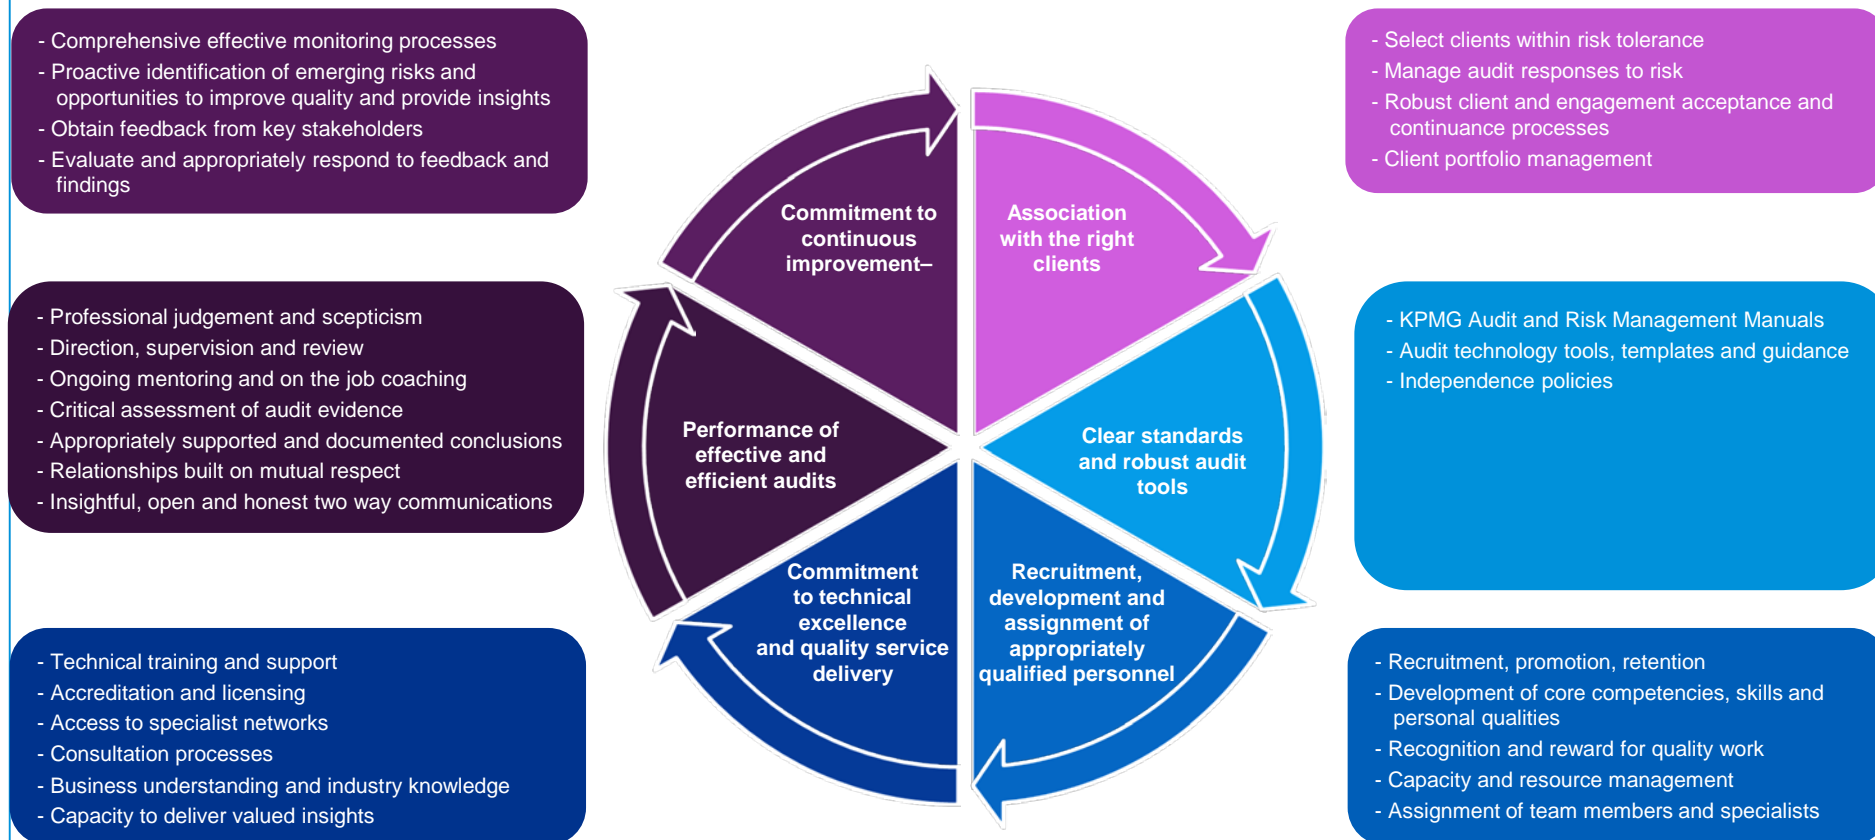 - Comprehensive effective monitoring processes
- Proactive identification of emerging risks and
opportunities to improve quality and provide insights
- Obtain feedback from key stakeholders
- Evaluate and appropriately respond to feedback and
findings
- Select clients within risk tolerance
- Manage audit responses to risk
- Robust client and engagement acceptance and
continuance processes
- Client portfolio management
Commitment to
continuous
improvement–
Association
with the right
clients
- Professional judgement and scepticism
- Direction, supervision and review
- Ongoing mentoring and on the job coaching
- Critical assessment of audit evidence
- Appropriately supported and documented conclusions
- Relationships built on mutual respect
- Insightful, open and honest two way communications
Performance of
effective and
efficient audits
Clear standards
and robust audit
tools
- KPMG Audit and Risk Management Manuals
- Audit technology tools, templates and guidance
- Independence policies
Commitment
to technical
excellence
and quality service
delivery
Recruitment,
development and
assignment of
appropriately
qualified personnel
- Technical training and support
- Accreditation and licensing
- Access to specialist networks
- Consultation processes
- Business understanding and industry knowledge
- Capacity to deliver valued insights
- Recruitment, promotion, retention
- Development of core competencies, skills and
personal qualities
- Recognition and reward for quality work
- Capacity and resource management
- Assignment of team members and specialists